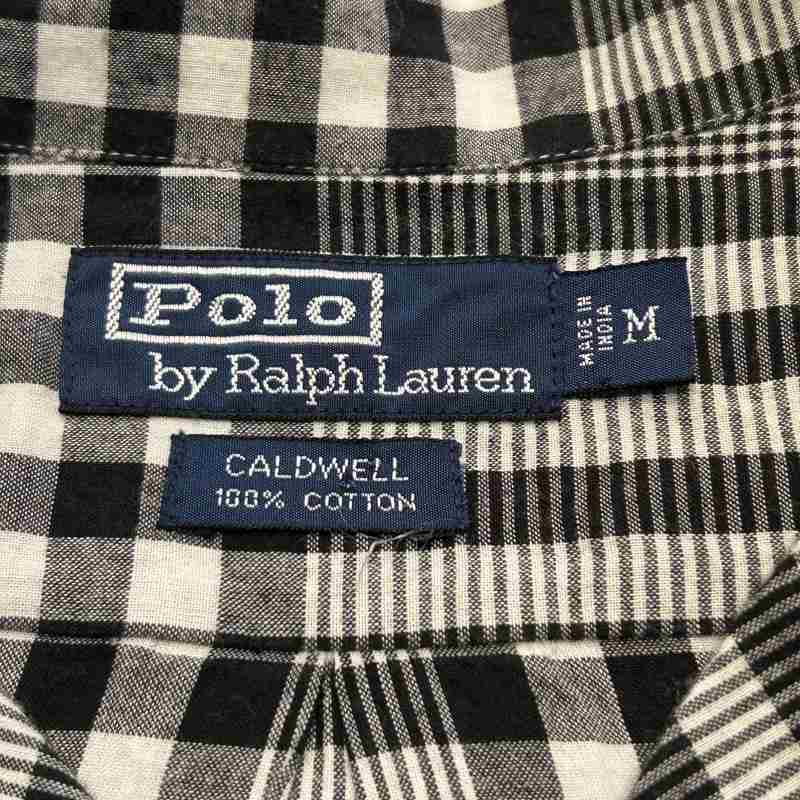 Polo
by Ralph Lauren
MADE IN
INDIA
M
CALDWELL
100% COTTON